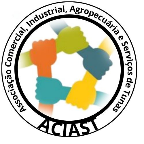 Associação Comercial, Industrial, Agropecuária e Serviços de Tunas
ACIAST